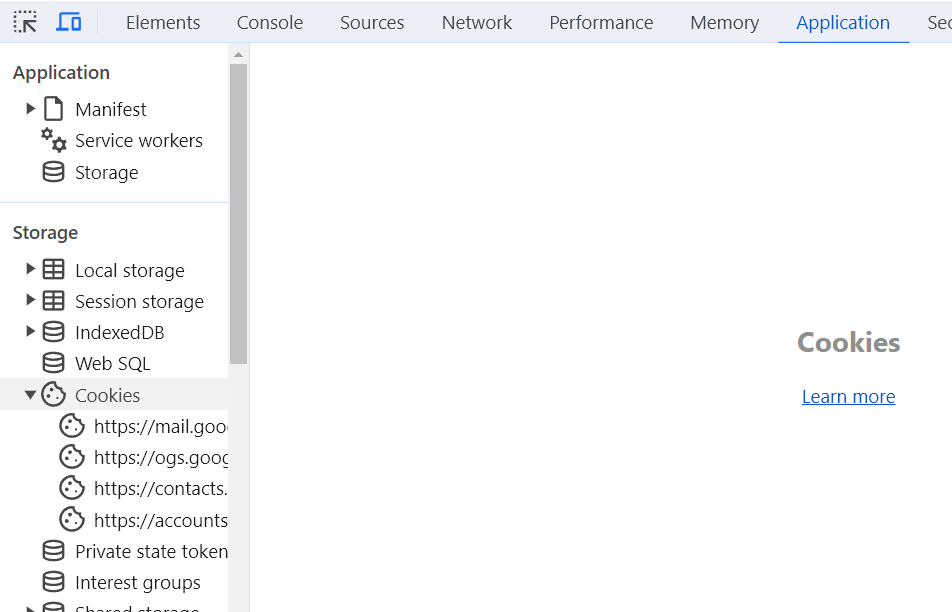 Elements Console Sources Network Performance Memory Application Sec
Application
Manifest
Service workers
Storage
Storage
Local storage
Session storage
IndexedDB
Web SQL
Cookies
https://mail.goo
https://ogs.goog
https://contacts.
https://accounts
Private state token
Interest groups
Shared storage
Cookies
Learn more